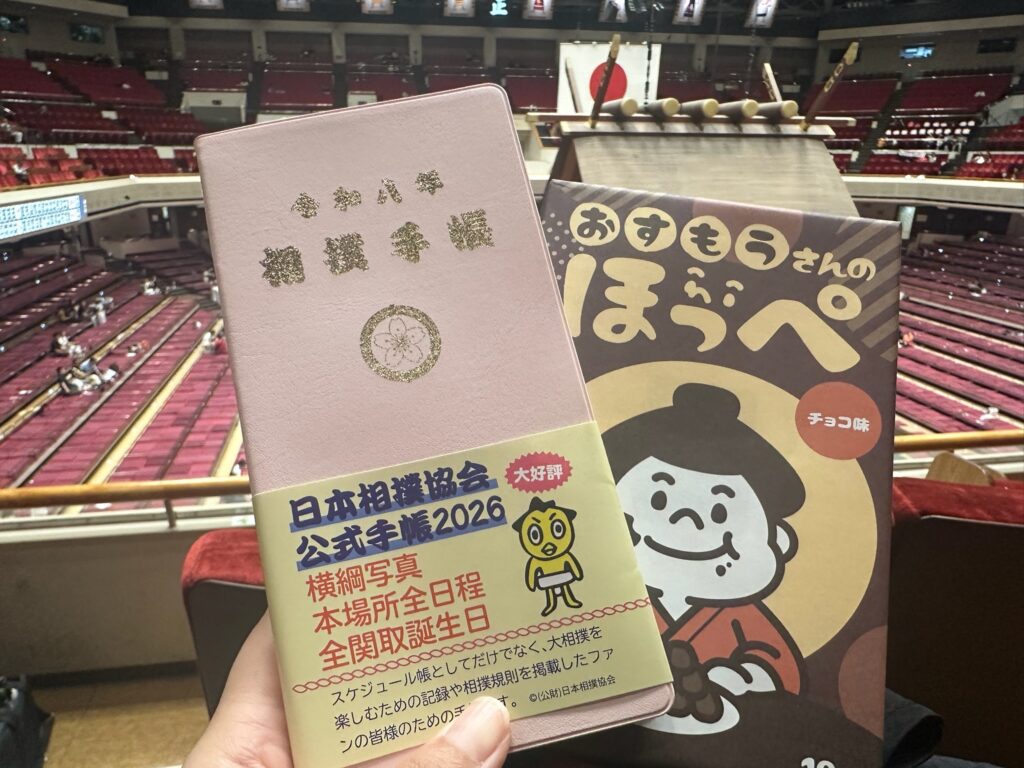 正
令和八年
相撲手帳
日本相撲協会
公式手帳2026
大好評
横綱写真
本場所全日程
全関取誕生日
スケジュール帳としてだけでなく、大相撲を
楽しむための記録や相撲規則を掲載したファ
ンの皆様のための手
す。
©(公財)日本相撲協会
おすもうさんの
ほっぺ
チョコ味